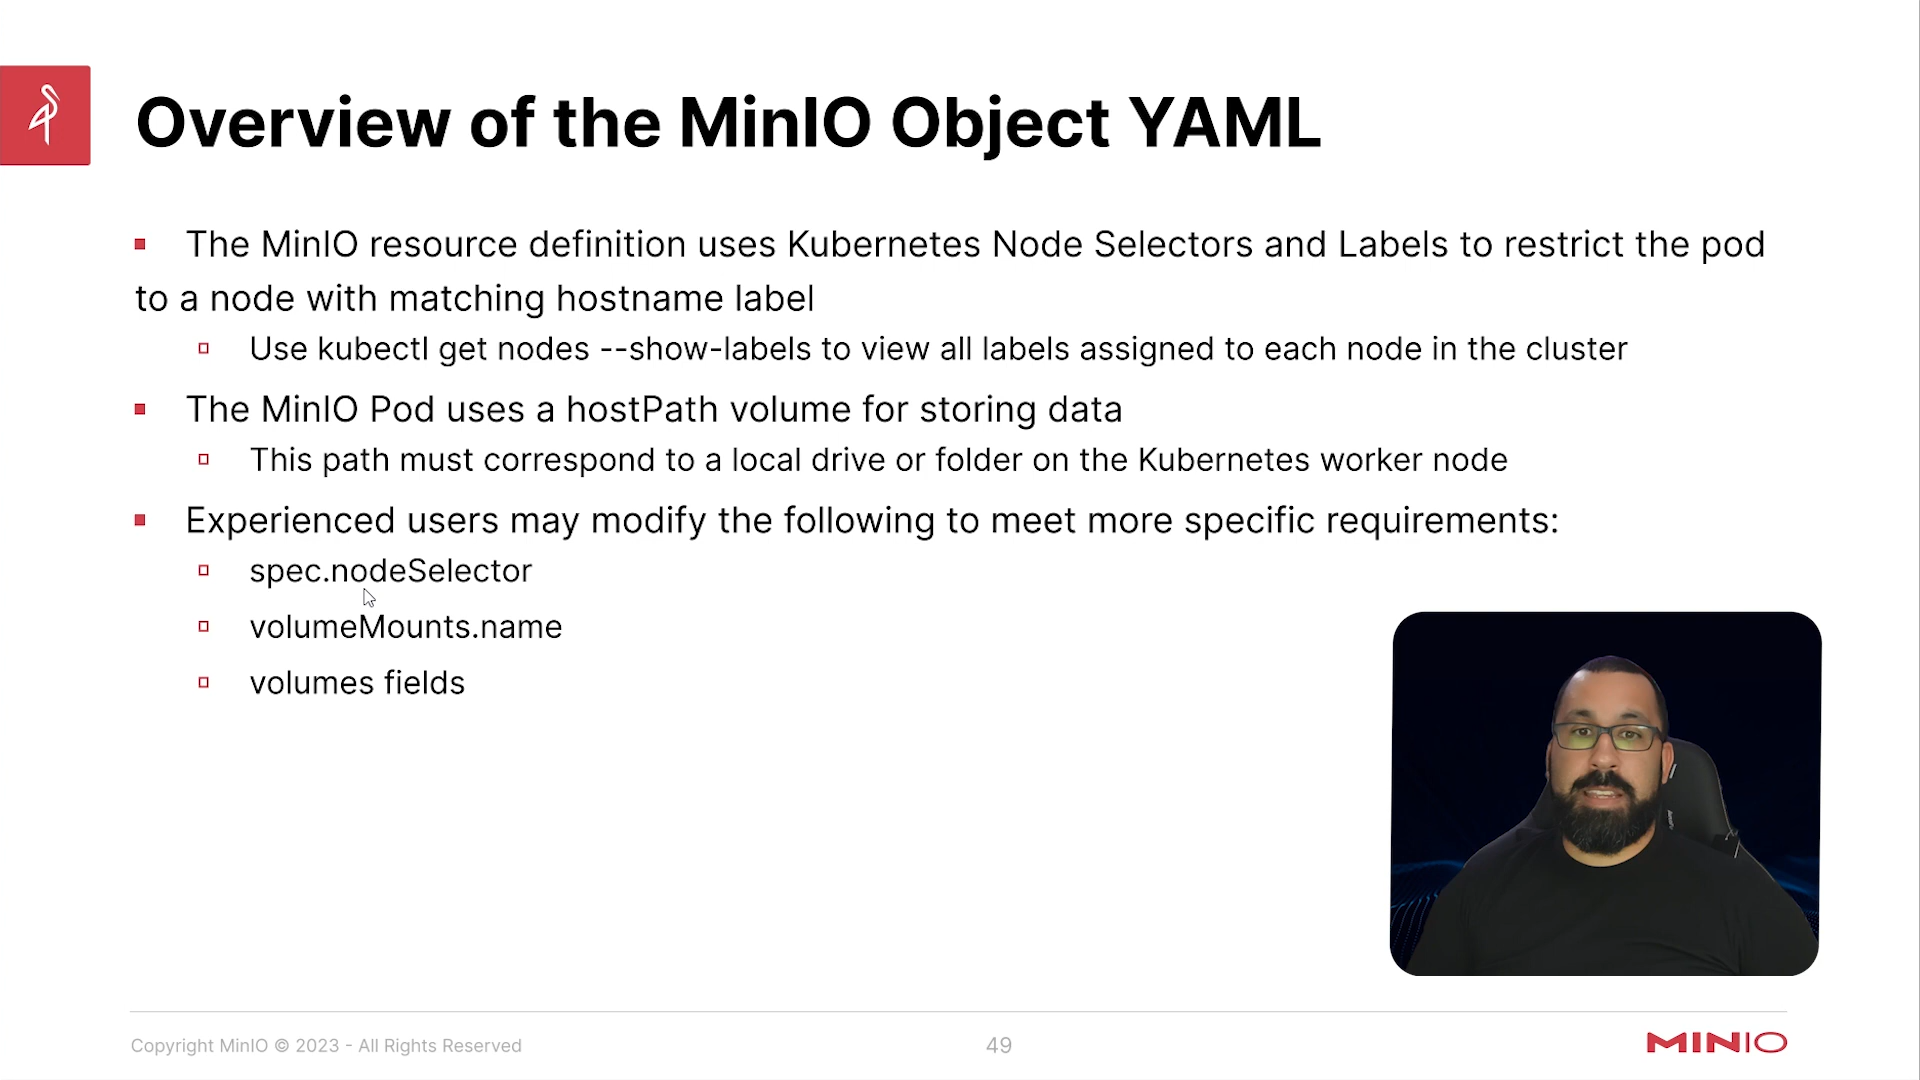 Overview of the MinIO Object YAML
The MinIO resource definition uses Kubernetes Node Selectors and Labels to restrict the pod
to a node with matching hostname label
Use kubectl get nodes --show-labels to view all labels assigned to each node in the cluster
The MinIO Pod uses a hostPath volume for storing data
This path must correspond to a local drive or folder on the Kubernetes worker node
Experienced users may modify the following to meet more specific requirements:
spec.nodeSelector
volumeMounts.name
volumes fields
Copyright MinIO © 2023 - All Rights Reserved
49
MINIO